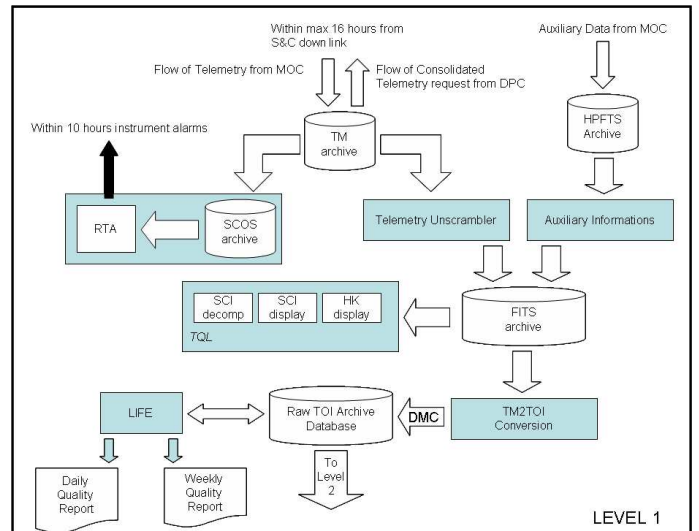 Within max 16 hours from
S&C down link
Auxiliary Data from MOC
Flow of Telemetry from MOC
Flow of Consolidated
Telemetry request from DPC
Within 10 hours instrument alarms
TM
archive
HPFTS
Archive
RTA
SCOS
archive
Telemetry Unscrambler
Auxiliary Informations
SCI
decomp
SCI
display
HK
display
TQL
FITS
archive
LIFE
Raw TOI Archive
Database
DMC
TM2TOI
Conversion
Daily
Quality
Report
Weekly
Quality
Report
To
Level
2
LEVEL 1